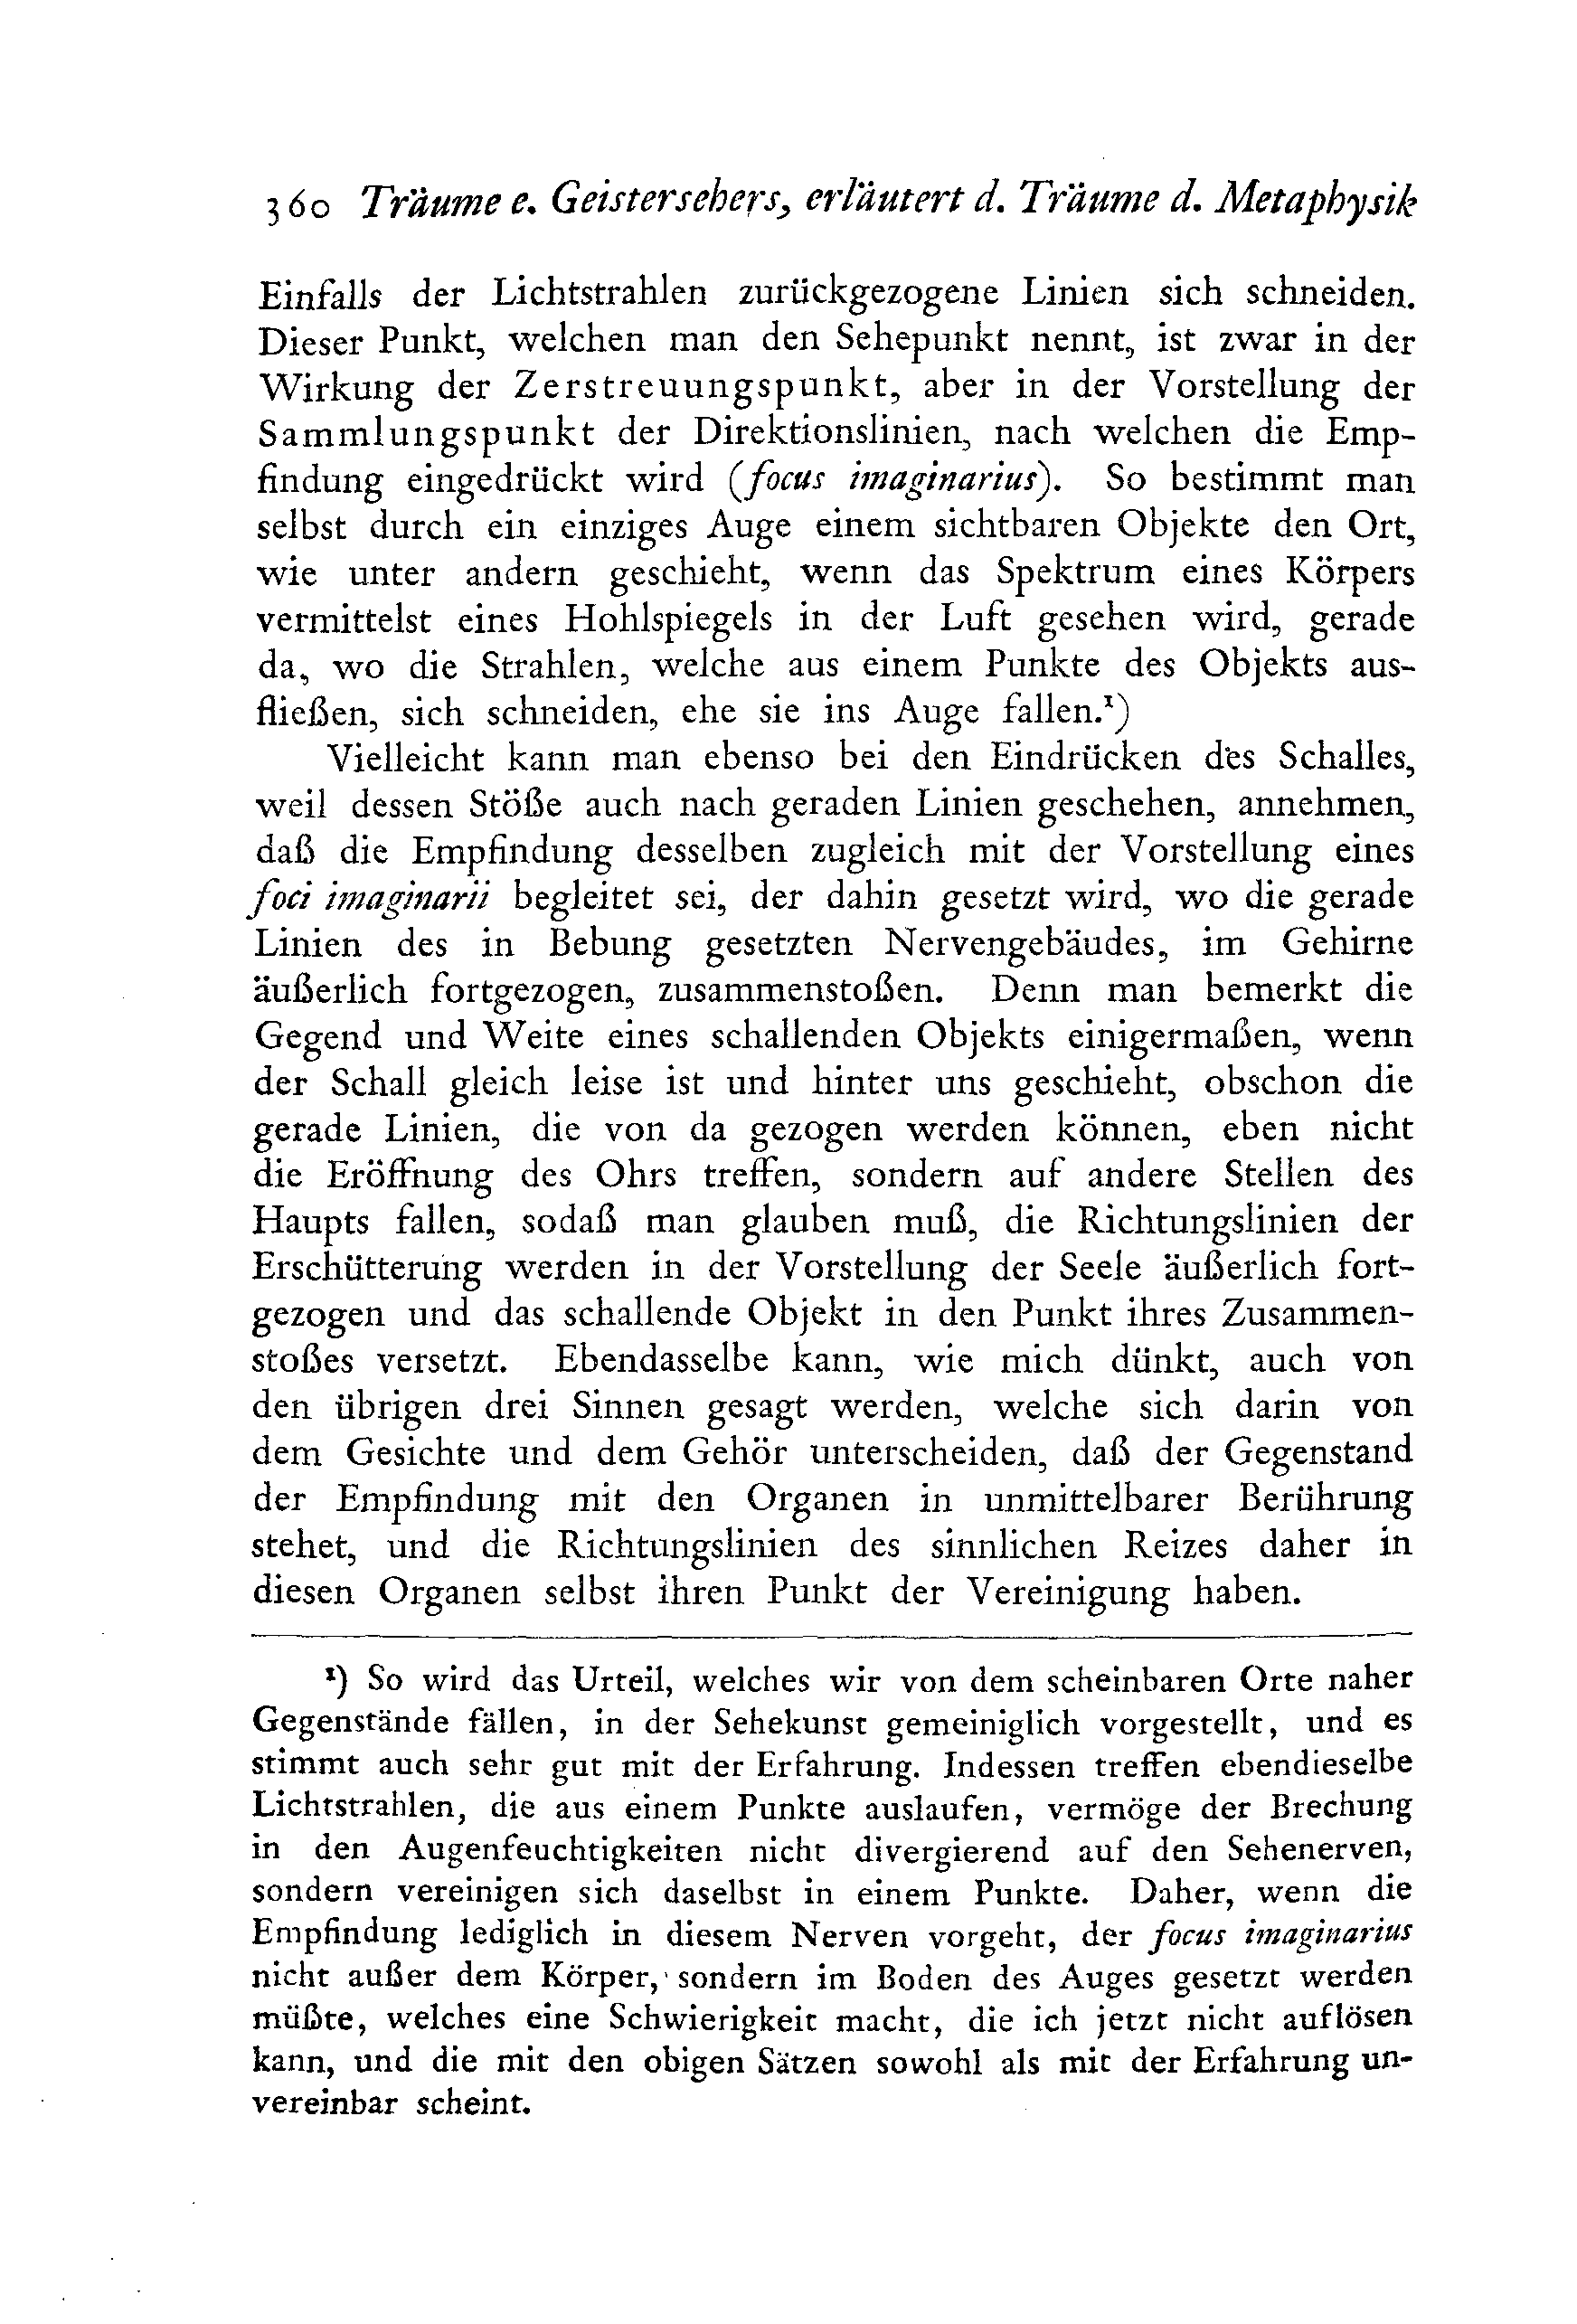 360 Träume e. Geistersehers, erläutert d. Träume d. Metaphysik
Einfalls der Lichtstrahlen zurückgezogene Linien sich schneiden.
Dieser Punkt, welchen man den Sehepunkt nennt, ist zwar in der
Wirkung der Zerstreuungspunkt, aber in der Vorstellung der
Sammlungspunkt der Direktionslinien, nach welchen die Emp-
findung eingedrückt wird (focus imaginarius). So bestimmt man
selbst durch ein einziges Auge einem sichtbaren Objekte den Ort,
wie unter andern geschieht, wenn das Spektrum eines Körpers
vermittelst eines Hohlspiegels in der Luft gesehen wird, gerade
da, wo die Strahlen, welche aus einem Punkte des Objekts aus-
fließen, sich schneiden, ehe sie ins Auge fallen.¹)
Vielleicht kann man ebenso bei den Eindrücken des Schalles,
weil dessen Stöße auch nach geraden Linien geschehen, annehmen,
daß die Empfindung desselben zugleich mit der Vorstellung eines
foci imaginarii begleitet sei, der dahin gesetzt wird, wo die gerade
Linien des in Bebung gesetzten Nervengebäudes, im Gehirne
äußerlich fortgezogen, zusammenstoßen. Denn man bemerkt die
Gegend und Weite eines schallenden Objekts einigermaßen, wenn
der Schall gleich leise ist und hinter uns geschieht, obschon die
gerade Linien, die von da gezogen werden können, eben nicht
die Eröffnung des Ohrs treffen, sondern auf andere Stellen des
Haupts fallen, sodaß man glauben muß, die Richtungslinien der
Erschütterung werden in der Vorstellung der Seele äußerlich fort-
gezogen und das schallende Objekt in den Punkt ihres Zusammen-
stoßes versetzt. Ebendasselbe kann, wie mich dünkt, auch von
den übrigen drei Sinnen gesagt werden, welche sich darin von
dem Gesichte und dem Gehör unterscheiden, daß der Gegenstand
der Empfindung mit den Organen in unmittelbarer Berührung
stehet, und die Richtungslinien des sinnlichen Reizes daher in
diesen Organen selbst ihren Punkt der Vereinigung haben.
¹) So wird das Urteil, welches wir von dem scheinbaren Orte naher
Gegenstände fällen, in der Sehekunst gemeiniglich vorgestellt, und es
stimmt auch sehr gut mit der Erfahrung. Indessen treffen ebendieselbe
Lichtstrahlen, die aus einem Punkte auslaufen, vermöge der Brechung
in den Augenfeuchtigkeiten nicht divergierend auf den Sehenerven,
sondern vereinigen sich daselbst in einem Punkte. Daher, wenn die
Empfindung lediglich in diesem Nerven vorgeht, der focus imaginarius
nicht außer dem Körper, sondern im Boden des Auges gesetzt werden
müßte, welches eine Schwierigkeit macht, die ich jetzt nicht auflösen
kann, und die mit den obigen Sätzen sowohl als mit der Erfahrung un-
vereinbar scheint.